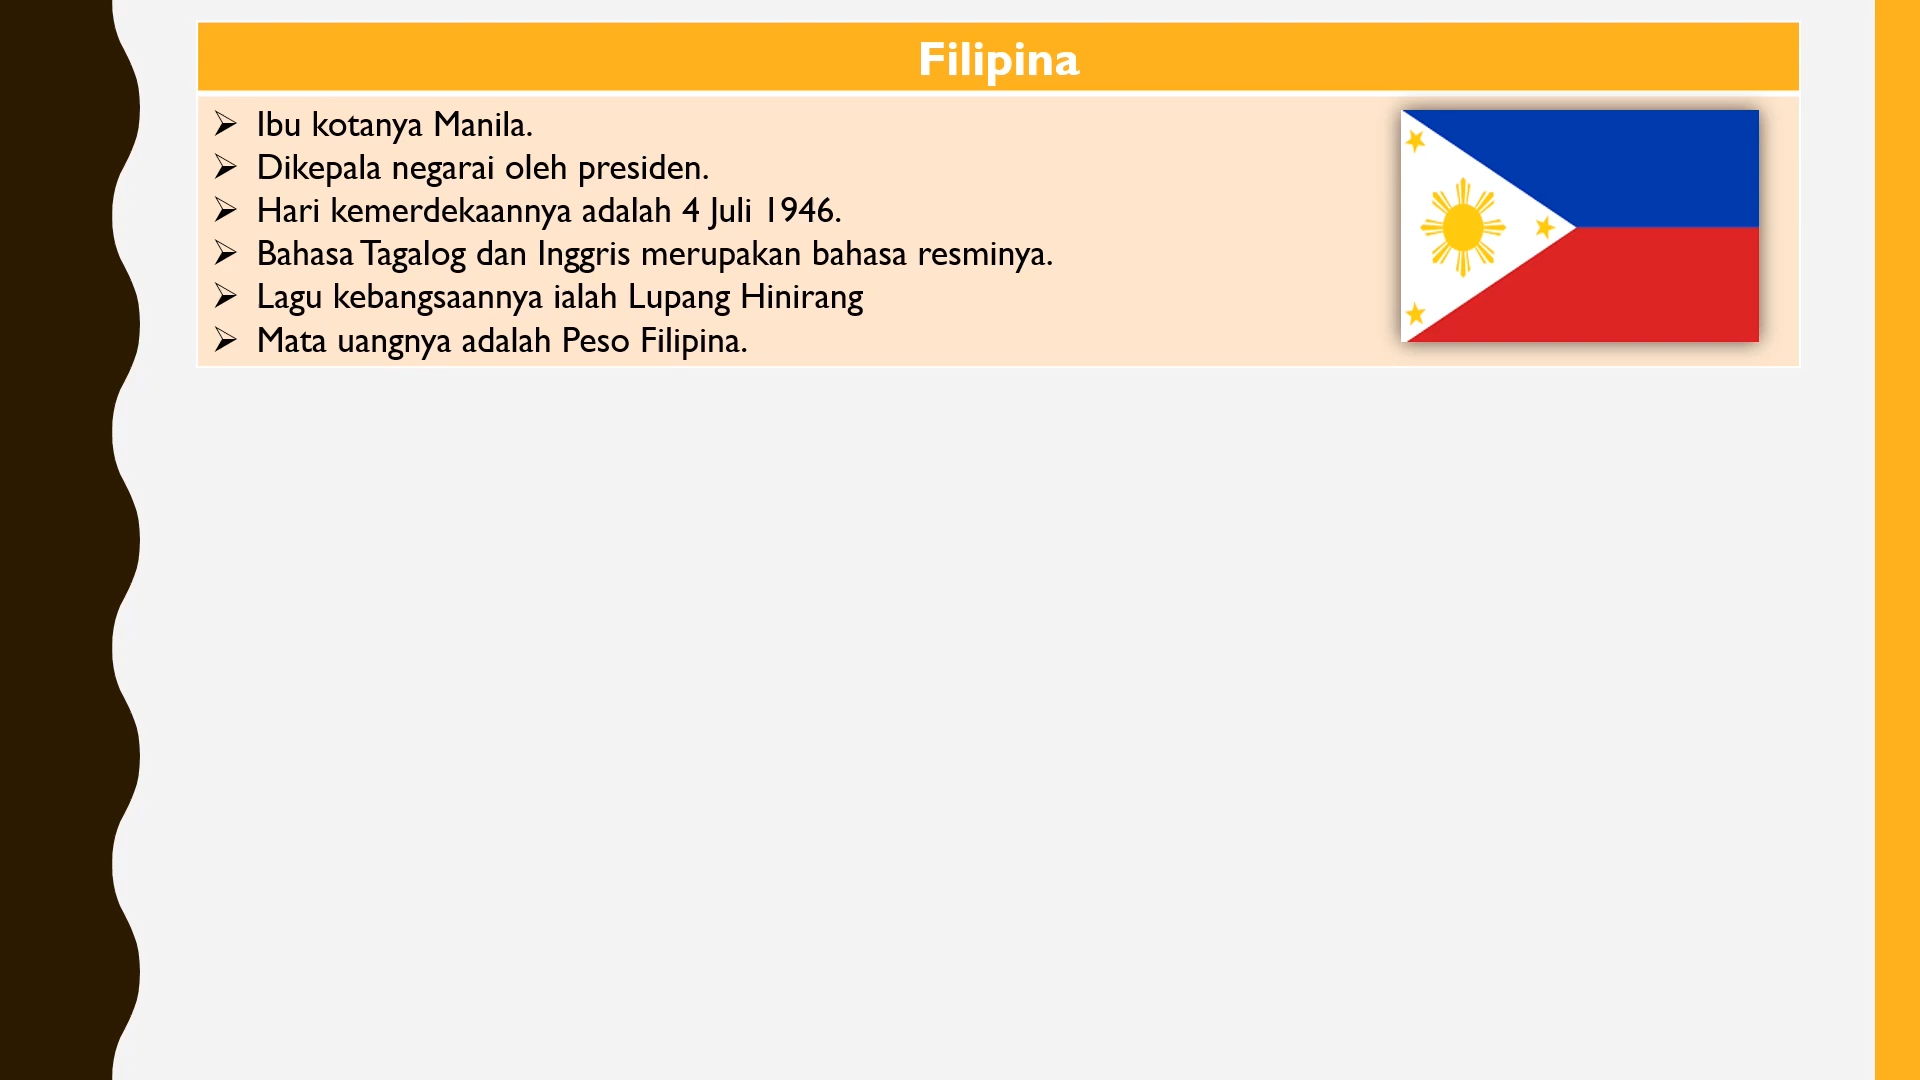 Filipina
➢ Ibu kotanya Manila.
➢ Dikepala negarai oleh presiden.
➢ Hari kemerdekaannya adalah 4 Juli 1946.
➢ Bahasa Tagalog dan Inggris merupakan bahasa resminya.
➢ Lagu kebangsaannya ialah Lupang Hinirang
➢ Mata uangnya adalah Peso Filipina.